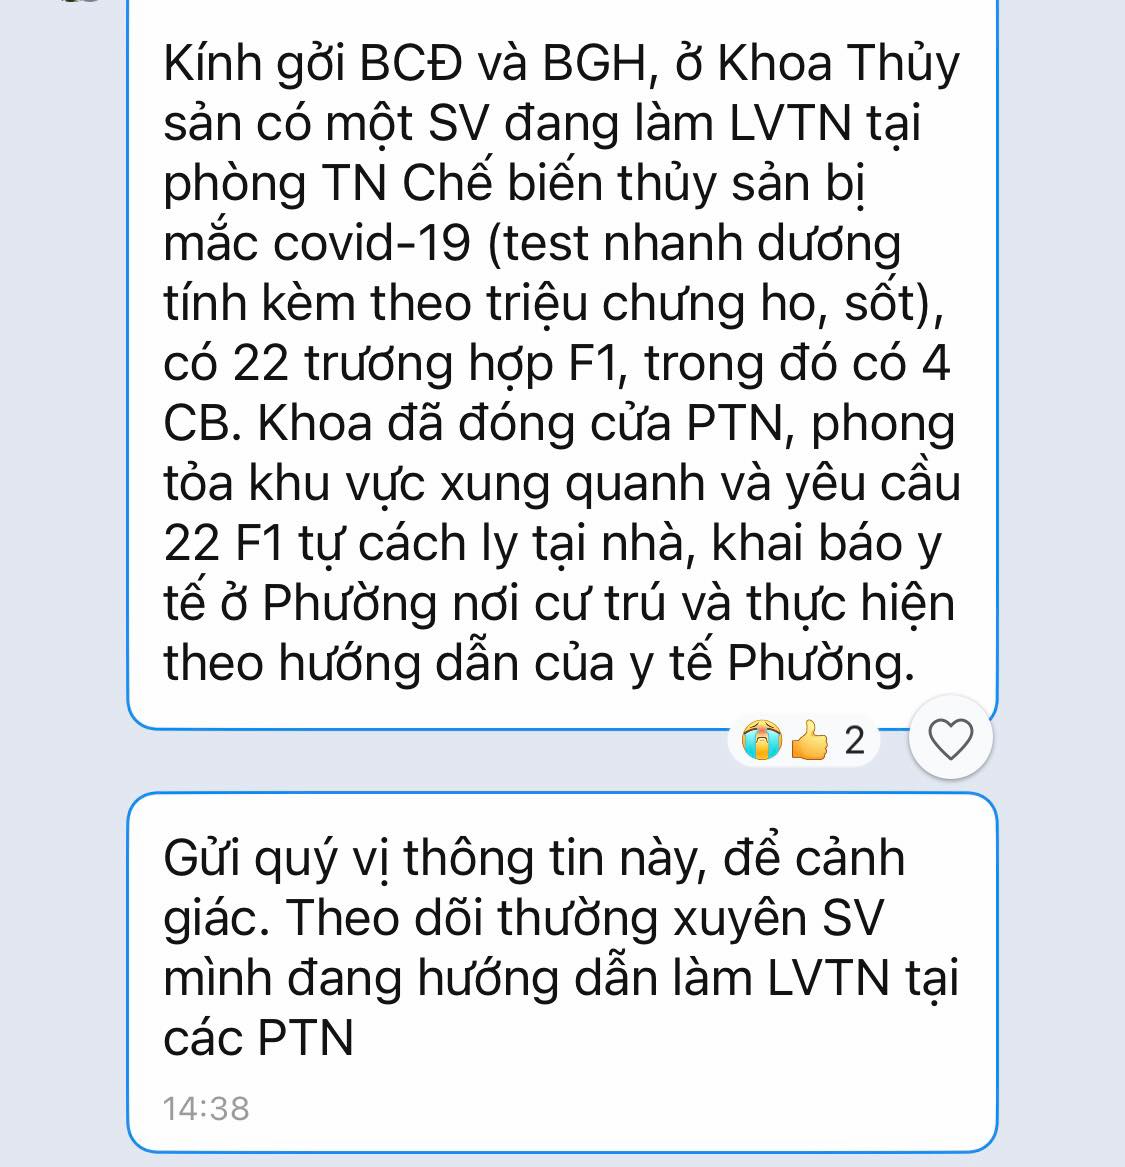 Kính gởi BCĐ và BGH, ở Khoa Thủy
sản có một SV đang làm LVTN tại
phòng TN Chế biến thủy sản bị
mắc covid-19 (test nhanh dương
tính kèm theo triệu chưng ho, sốt),
có 22 trương hợp F1, trong đó có 4
CB. Khoa đã đóng cửa PTN, phong
tỏa khu vực xung quanh và yêu cầu
22 F1 tự cách ly tại nhà, khai báo y
tế ở Phường nơi cư trú và thực hiện
theo hướng dẫn của y tế Phường.
2
Gửi quý vị thông tin này, để cảnh
giác. Theo dõi thường xuyên SV
mình đang hướng dẫn làm LVTN tại
các PTN
14:38